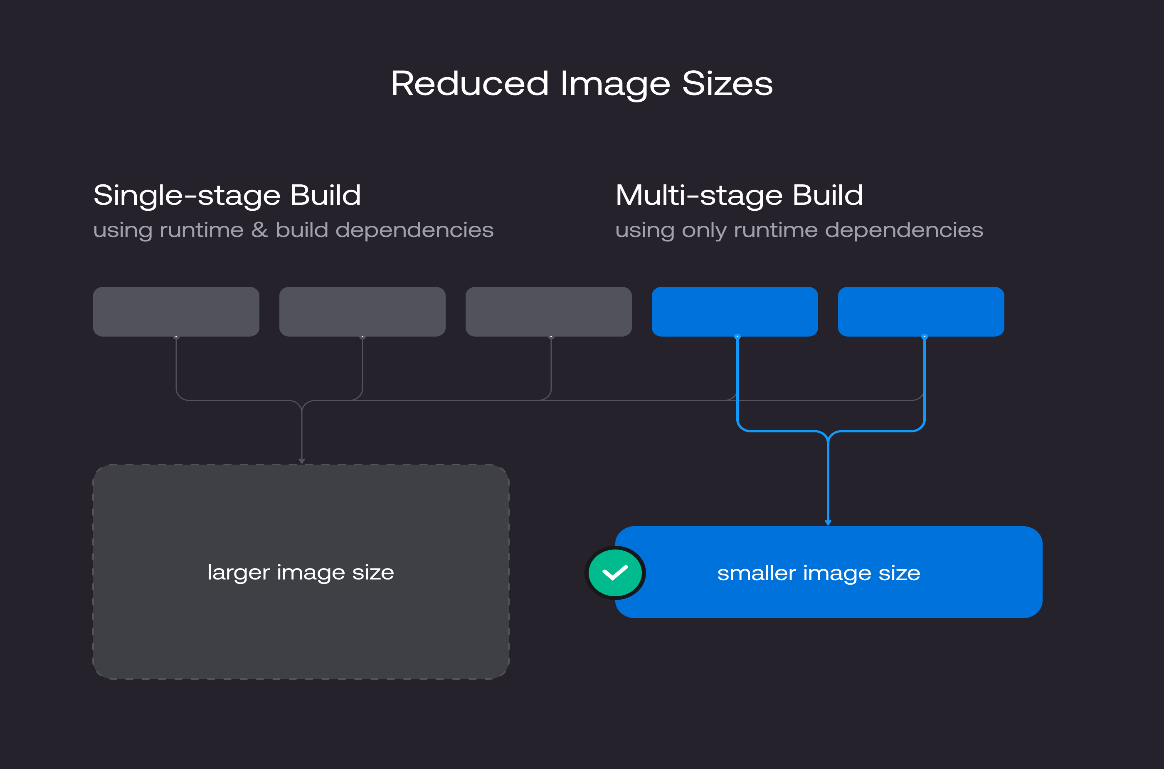 Reduced Image Sizes
Single-stage Build
using runtime & build dependencies
Multi-stage Build
using only runtime dependencies
larger image size
smaller image size